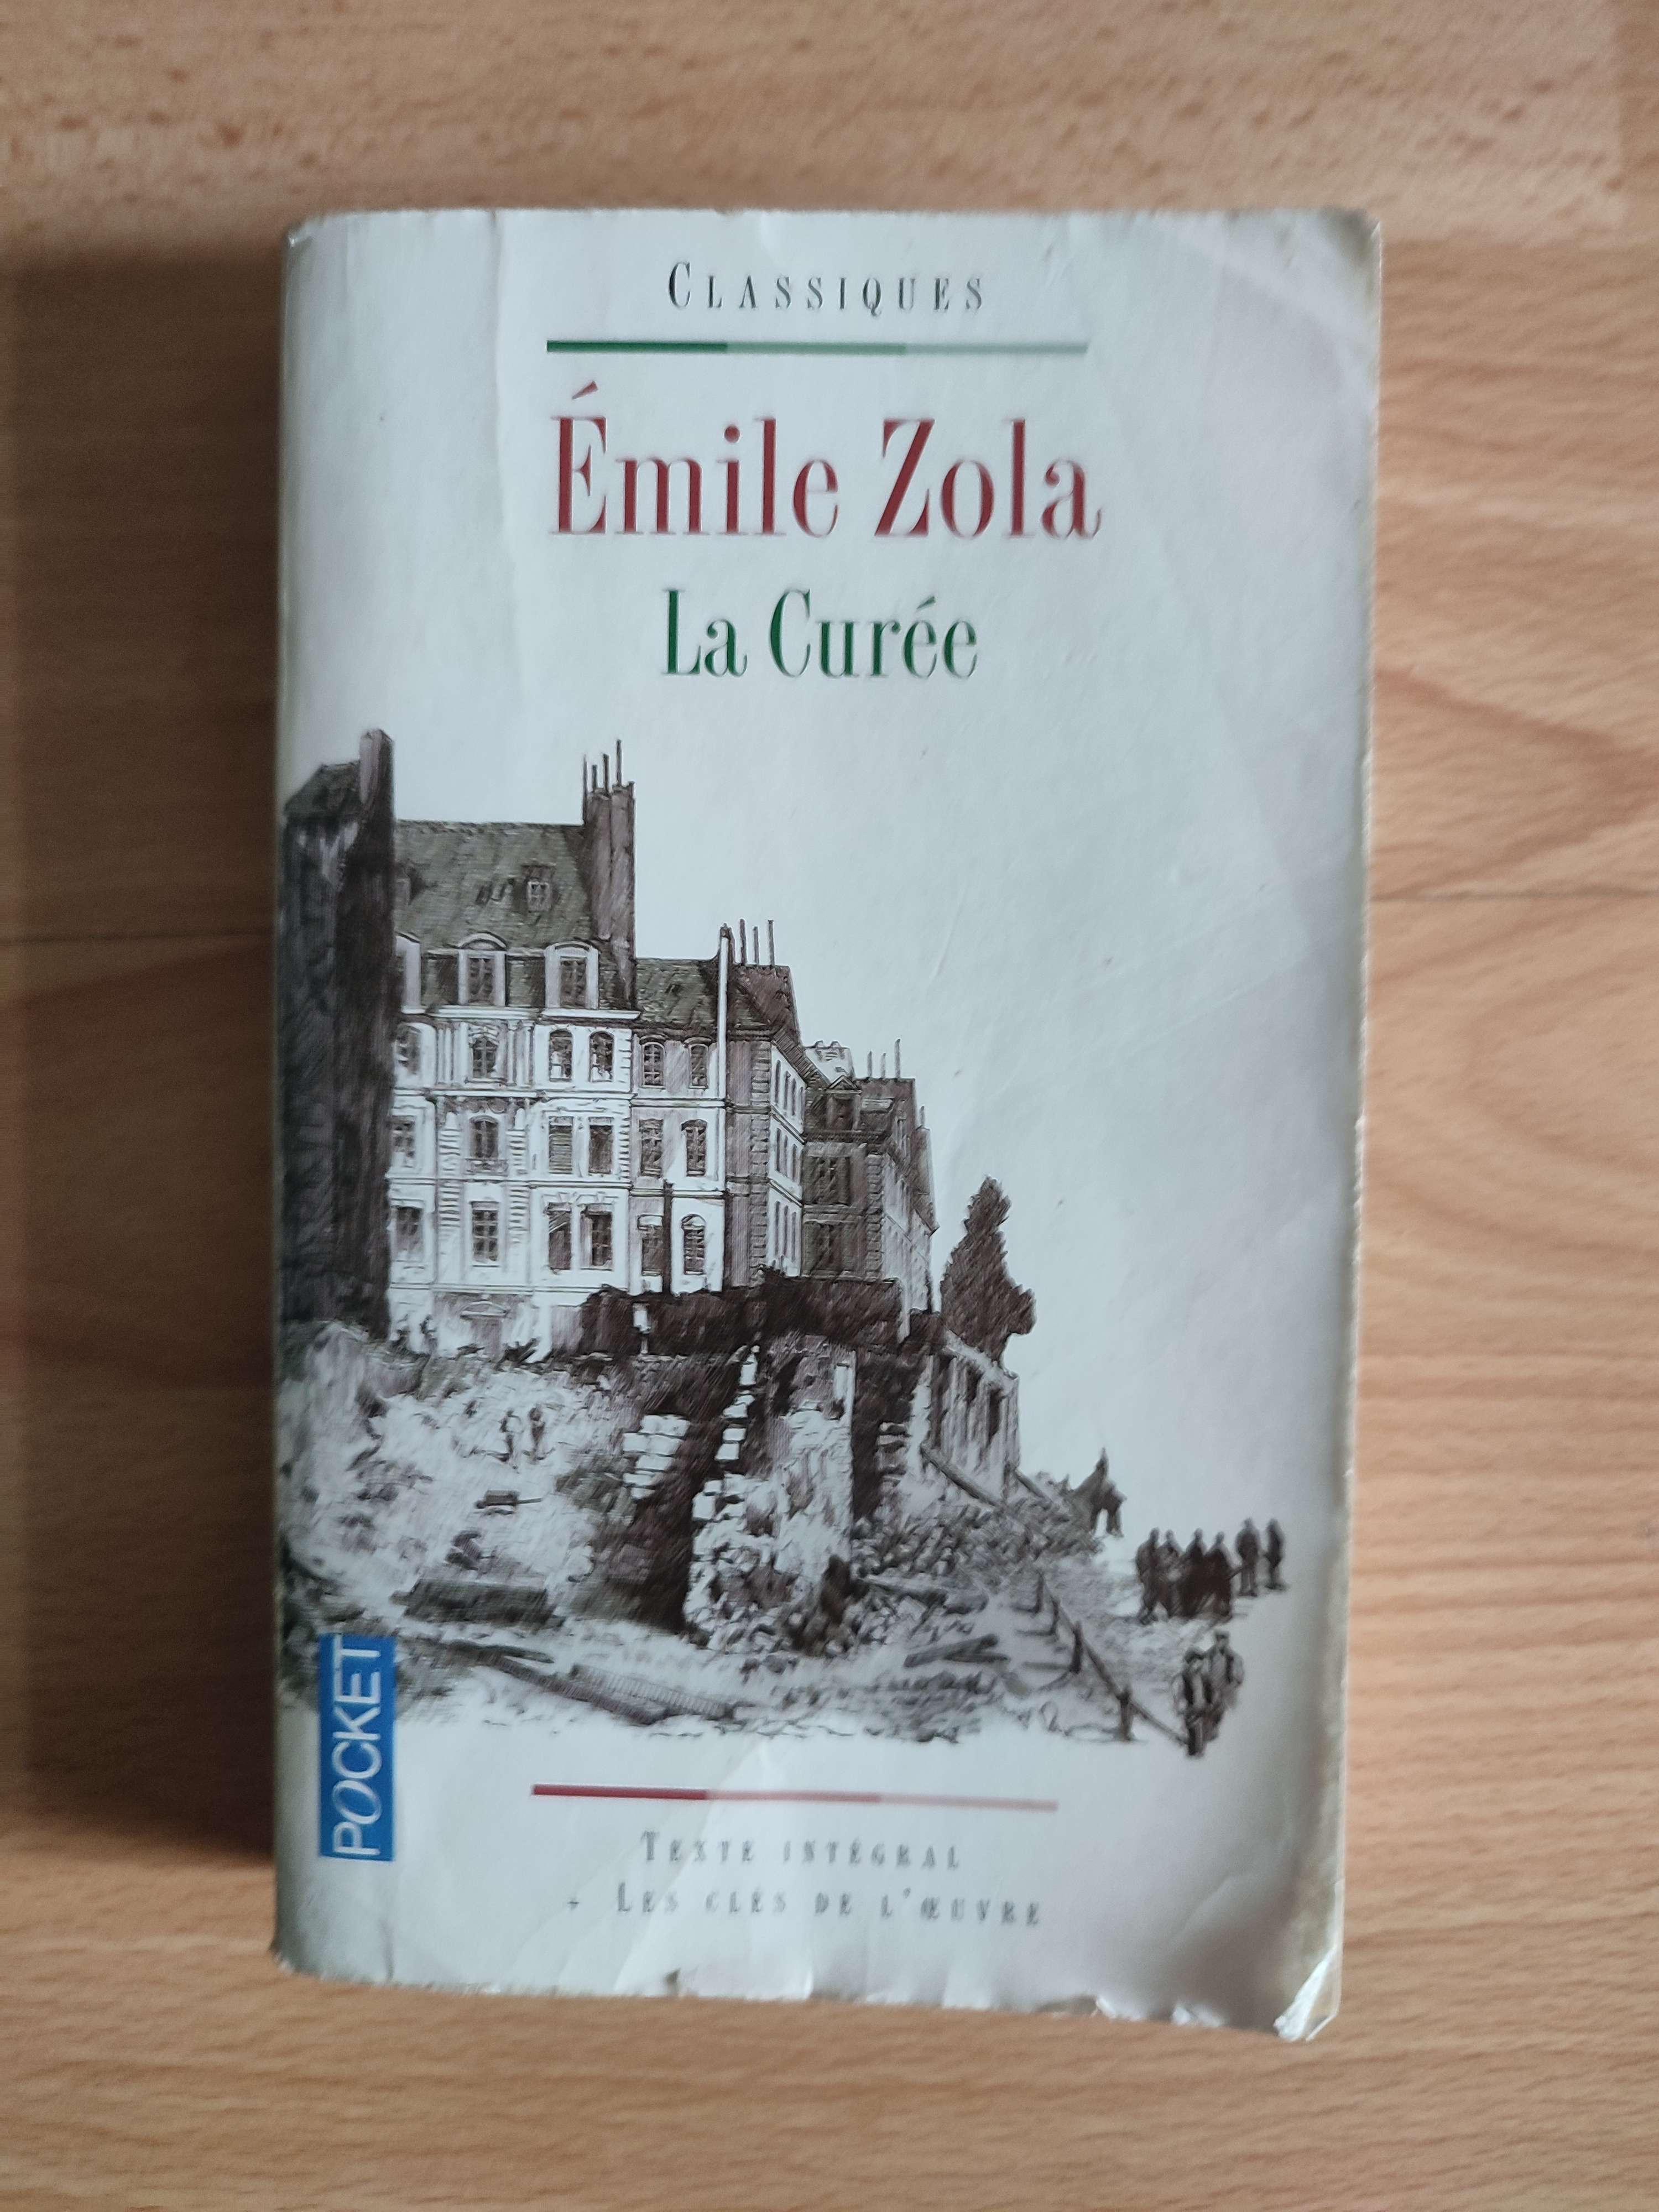 CLASSIQUES
Émile Zola
La Curée
POCKET
TEXTE INTÉGRAL
+ LES CLÉS DE L'ŒUVRE